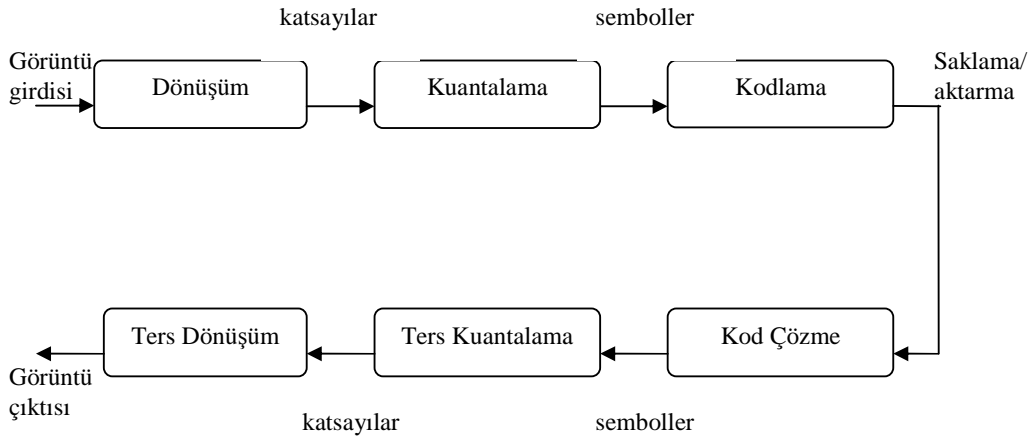 katsayılar semboller
Görüntü
girdisi
Dönüşüm
Kuantalama
Kodlama
Saklama/
aktarma
Ters Dönüşüm
Ters Kuantalama
Kod Çözme
Görüntü
çıktısı
katsayılar semboller